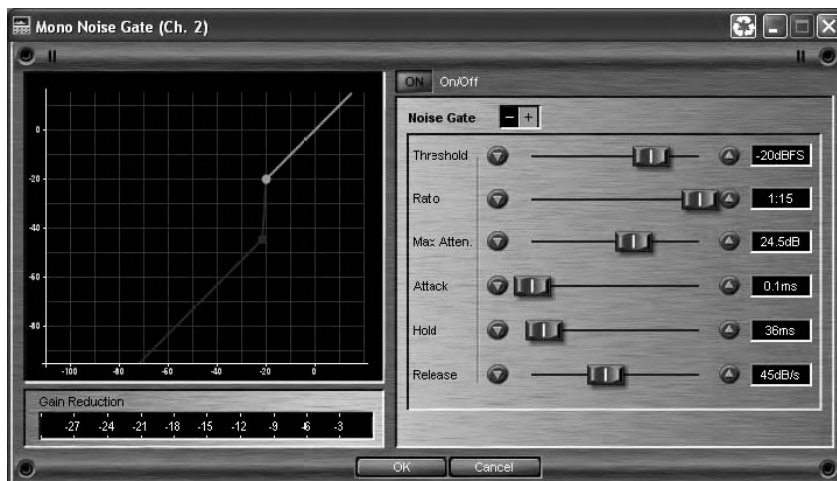 Mono Noise Gate (Ch. 2)
ON On/Off
Noise Gate - +
Threshold -20dBFS
Rato 1:15
Max Atten. 24.5dB
Attack 0.1ms
Hold 36ms
Release 45dB/s
0
-20
-40
-60
-80
-100 -80 -60 -40 -20 0
Gain Reduction
-27 -24 -21 -18 -15 -12 -9 -6 -3
OK Cancel